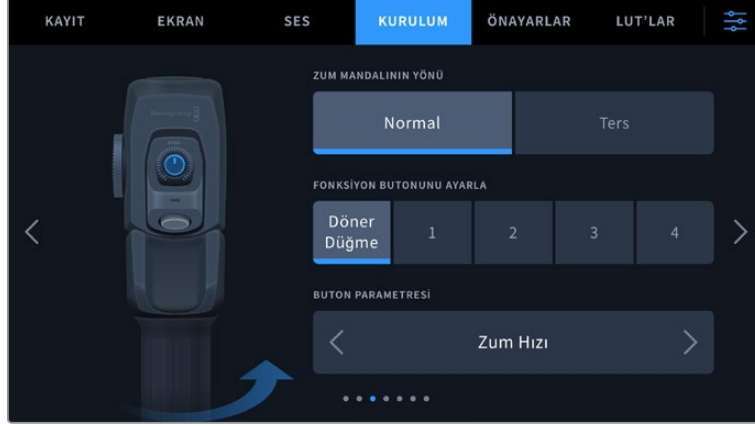 KAYIT EKRAN SES KURULUM ÖNAYARLAR LUT'LAR
ZUM MANDALININ YÖNÜ
Normal Ters
FONKSİYON BUTONUNU AYARLA
Döner
Düğme 1 2 3 4
BUTON PARAMETRESİ
Zum Hızı